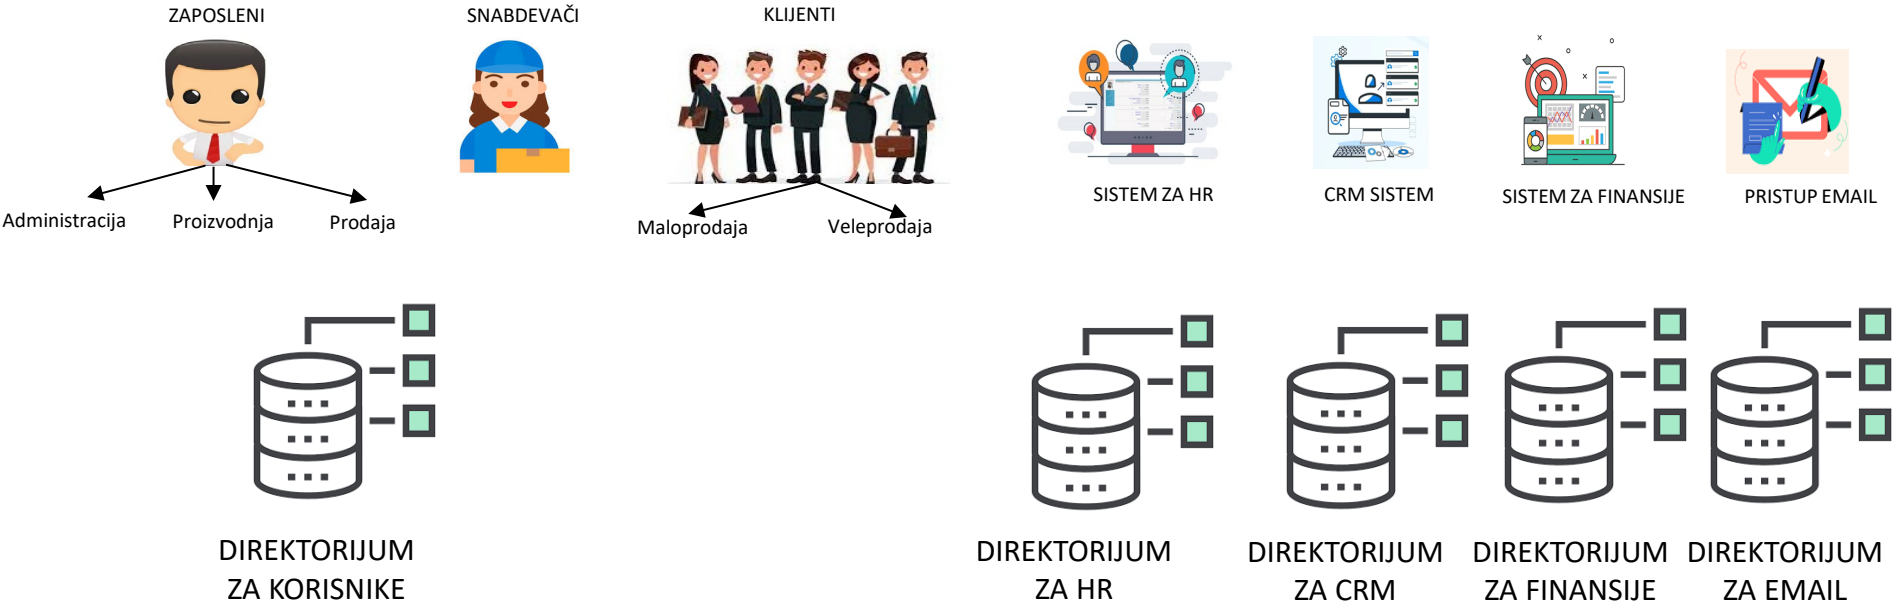 ZAPOSLENI
SNABDEVAČI
KLIJENTI
Administracija
Proizvodnja
Prodaja
Maloprodaja
Veleprodaja
SISTEM ZA HR
CRM SISTEM
SISTEM ZA FINANSIJE
PRISTUP EMAIL
DIREKTORIJUM
ZA KORISNIKE
DIREKTORIJUM
ZA HR
DIREKTORIJUM
ZA CRM
DIREKTORIJUM
ZA FINANSIJE
DIREKTORIJUM
ZA EMAIL